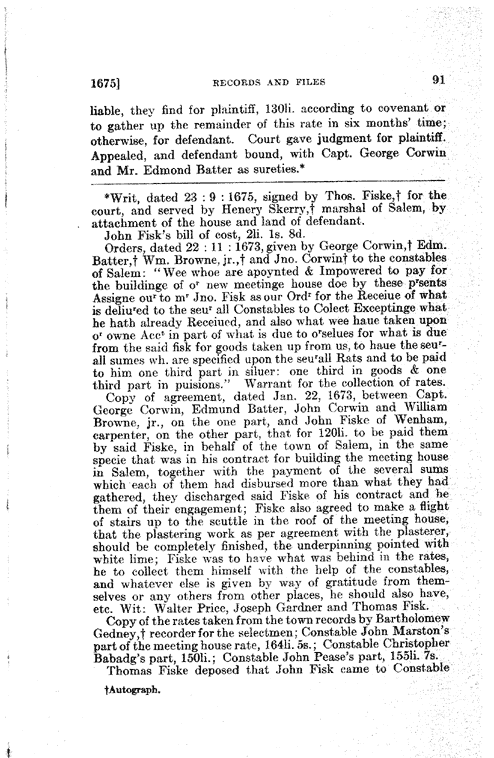 1675] RECORDS AND FILES 91
liable, they find for plaintiff, 130li. according to covenant or
to gather up the remainder of this rate in six months' time;
otherwise, for defendant. Court gave judgment for plaintiff.
Appealed, and defendant bound, with Capt. George Corwin
and Mr. Edmond Batter as sureties.*
*Writ, dated 23 : 9 : 1675, signed by Thos. Fiske,† for the
court, and served by Henery Skerry,† marshal of Salem, by
attachment of the house and land of defendant.
John Fisk's bill of cost, 2li. 1s. 8d.
Orders, dated 22 : 11 : 1673, given by George Corwin,† Edm.
Batter,† Wm. Browne, jr.,† and Jno. Corwin† to the constables
of Salem: "Wee whoe are apoynted & Impowered to pay for
the buildinge of oʳ new meetinge house doe by these pʳsents
Assigne ouʳ to mʳ Jno. Fisk as our Ordʳ for the Receiue of what
is deliuʳed to the seuʳ all Constables to Colect Exceptinge what
he hath already Receiucd, and also what wee haue taken upon
oʳ owne Accᵗ in part of what is due to oʳselues for what is due
from the said fisk for goods taken up from us, to haue the seuʳ-
all sumes wh. are specified upon the seuʳall Rats and to be paid
to him one third part in siluer: one third in goods & one
third part in puisions." Warrant for the collection of rates.
Copy of agreement, dated Jan. 22, 1673, between Capt.
George Corwin, Edmund Batter, John Corwin and William
Browne, jr., on the one part, and John Fiske of Wenham,
carpenter, on the other part, that for 120li. to be paid them
by said Fiske, in behalf of the town of Salem, in the same
specie that was in his contract for building the meeting house
in Salem, together with the payment of the several sums
which each of them had disbursed more than what they had
gathered, they discharged said Fiske of his contract and he
them of their engagement; Fiske also agreed to make a flight
of stairs up to the scuttle in the roof of the meeting house,
that the plastering work as per agreement with the plasterer,
should be completely finished, the underpinning pointed with
white lime; Fiske was to have what was behind in the rates,
he to collect them himself with the help of the constables,
and whatever else is given by way of gratitude from them-
selves or any others from other places, he should also have,
etc. Wit: Walter Price, Joseph Gardner and Thomas Fisk.
Copy of the rates taken from the town records by Bartholomew
Gedney,† recorder for the selectmen; Constable John Marston's
part of the meeting house rate, 164li. 5s.; Constable Christopher
Babadg's part, 150li.; Constable John Pease's part, 155li. 7s.
Thomas Fiske deposed that John Fisk came to Constable
†Autograph.